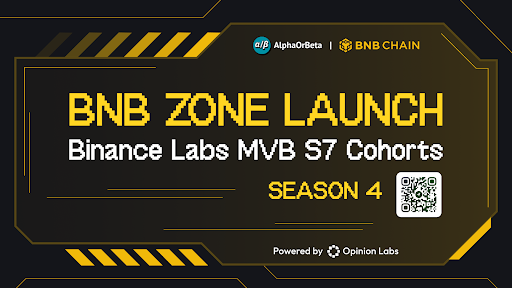 α/β AlphaOrBeta | BNB CHAIN
BNB ZONE LAUNCH
Binance Labs MVB S7 Cohorts
SEASON 4
Powered by Opinion Labs